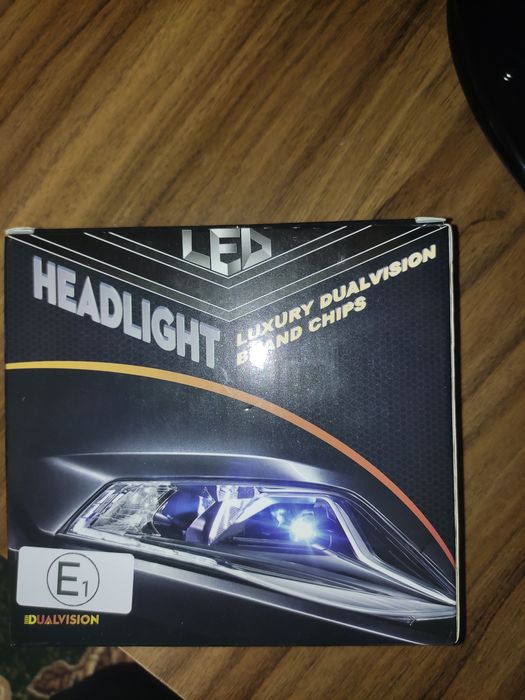 LED
HEADLIGHT
LUXURY DUALVISION
BRAND CHIPS
E1
DUALVISION